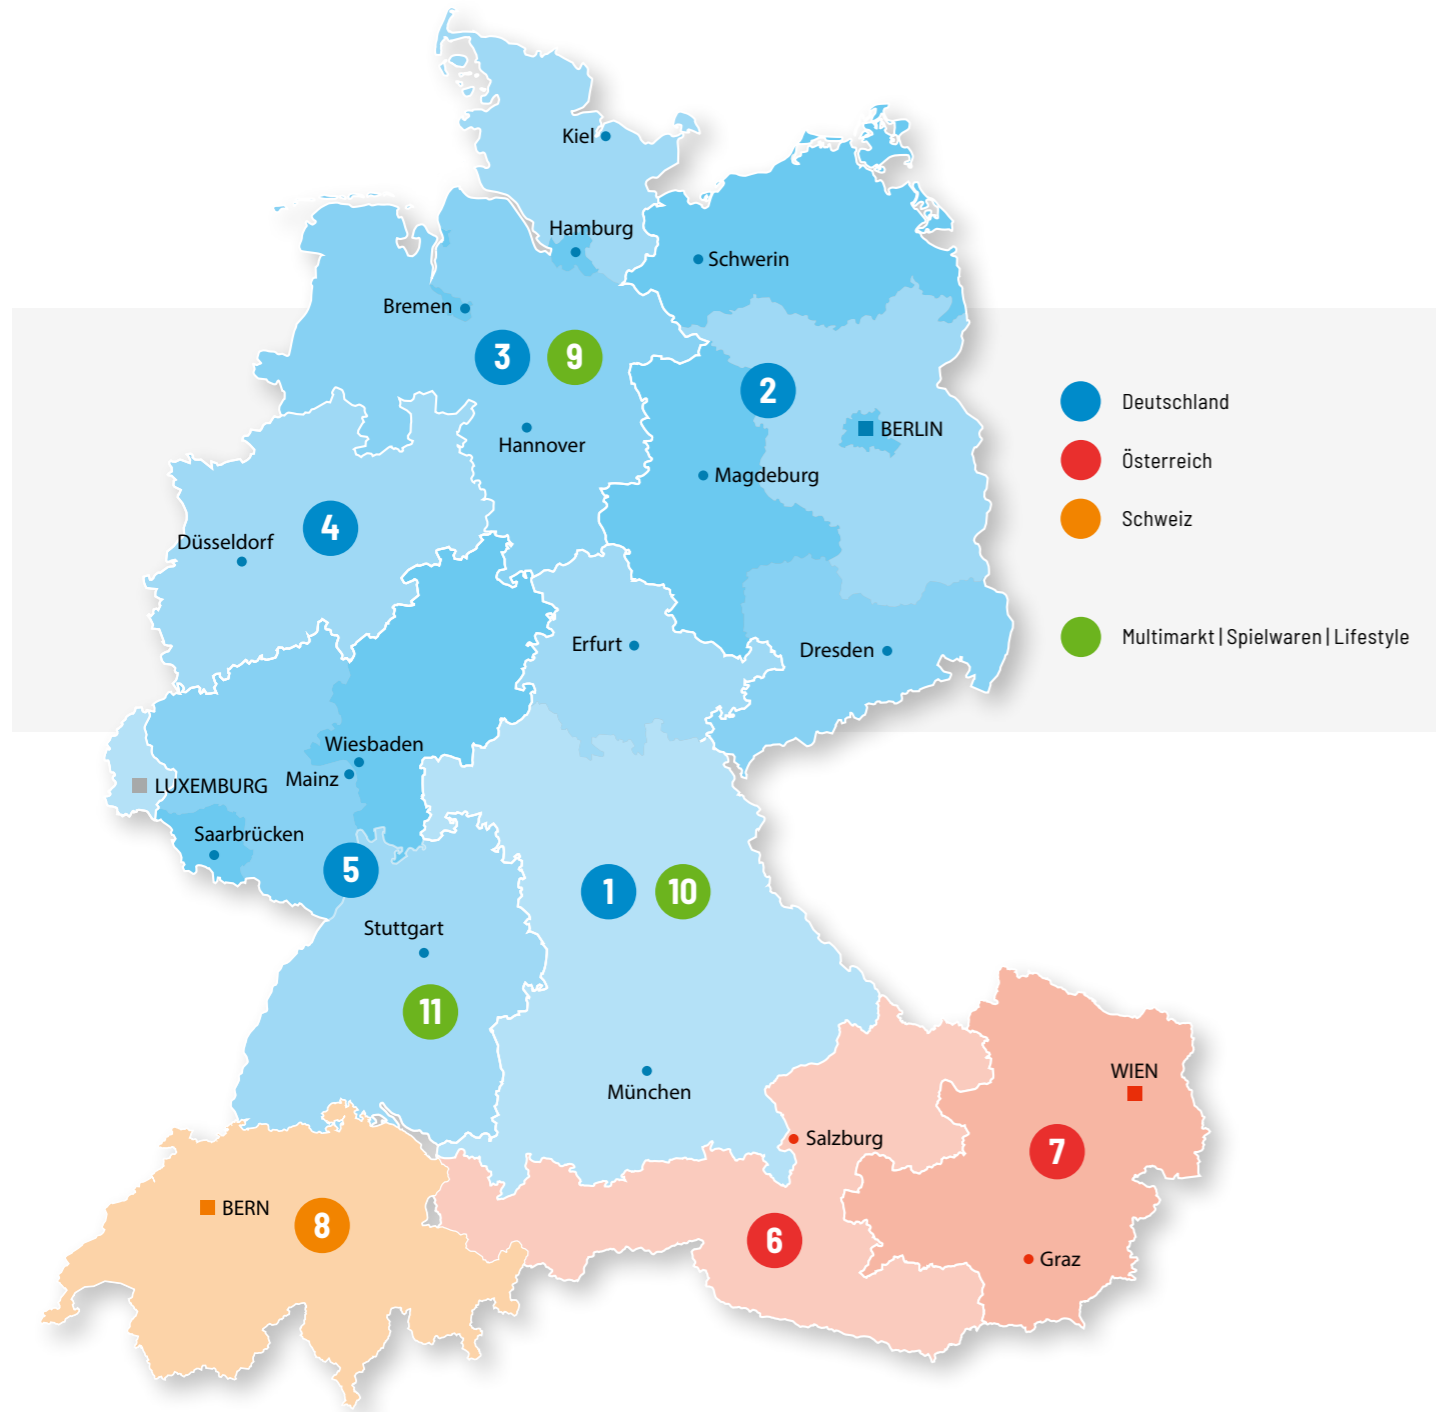 Kiel
Hamburg
Schwerin
Bremen
3
9
2
Deutschland
BERLIN
Hannover
Österreich
Magdeburg
Schweiz
4
Düsseldorf
Multimarkt | Spielwaren | Lifestyle
Erfurt
Dresden
Wiesbaden
Mainz
LUXEMBURG
Saarbrücken
5
1
10
Stuttgart
11
WIEN
München
Salzburg
7
BERN
8
6
Graz